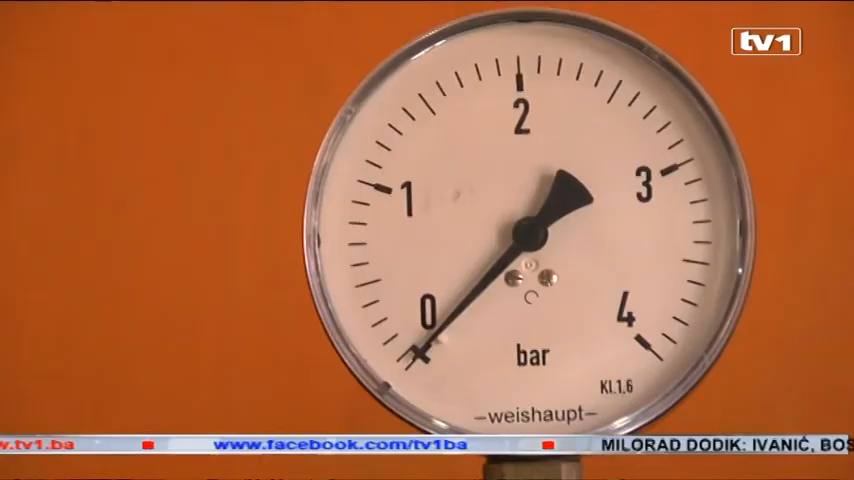 tv1
2
1
3
0
4
bar
Kl.1,6
weishaupt
w.tv1.ba www.facebook.com/tv1ba MILORAD DODIK: IVANIĆ, BOS